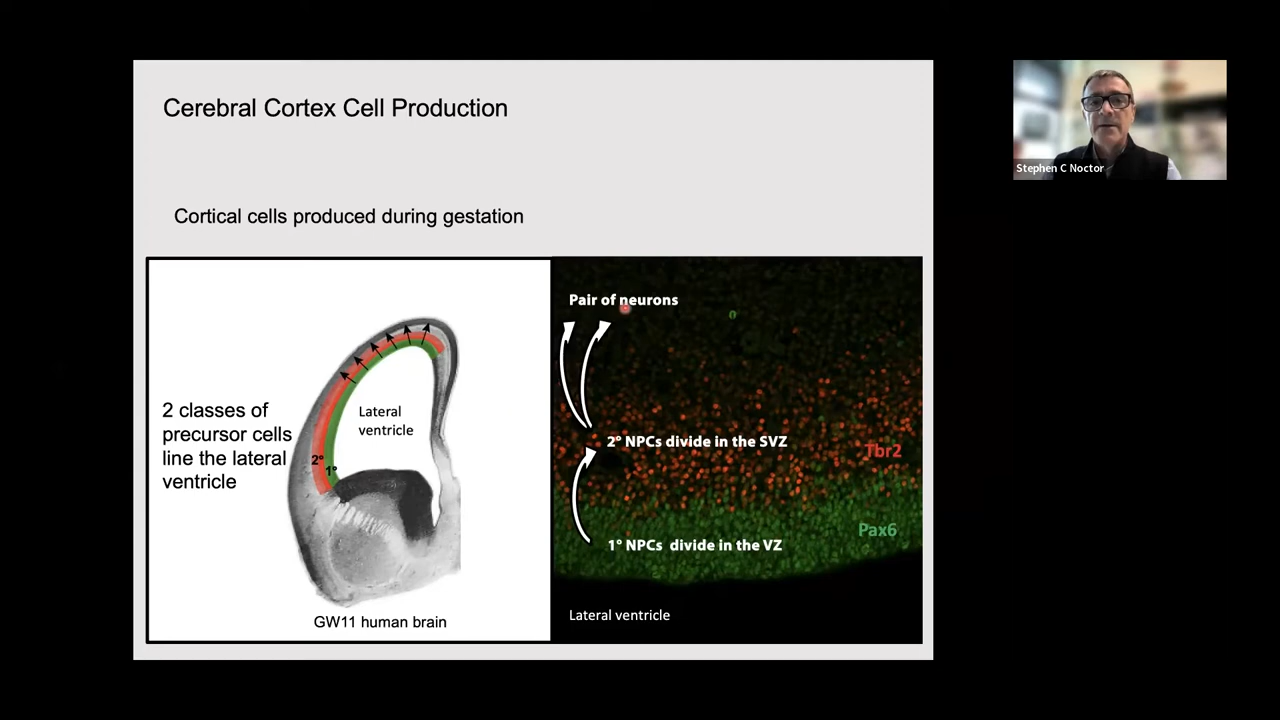 Cerebral Cortex Cell Production
Stephen C Noctor
Cortical cells produced during gestation
2 classes of
precursor cells
line the lateral
ventricle
Lateral
ventricle
2°
1°
GW11 human brain
Pair of neurons
2° NPCs divide in the SVZ
Tbr2
Pax6
1° NPCs divide in the VZ
Lateral ventricle